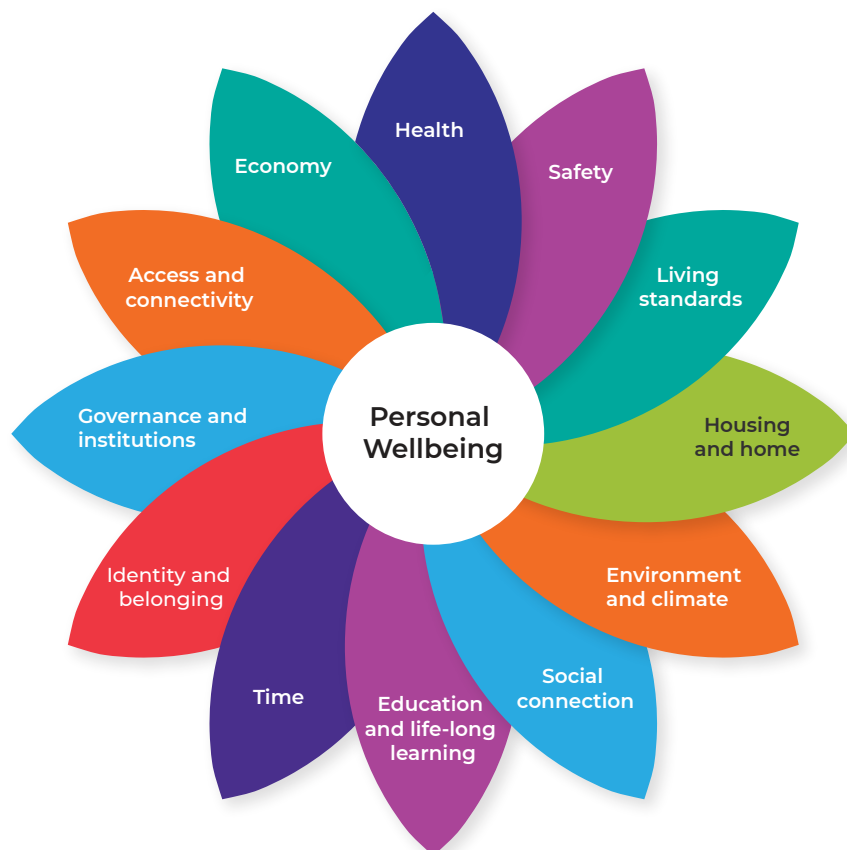 Health
Safety
Living
standards
Housing
and home
Environment
and climate
Social
connection
Education
and life-long
learning
Time
Identity and
belonging
Governance and
institutions
Access and
connectivity
Economy
Personal
Wellbeing